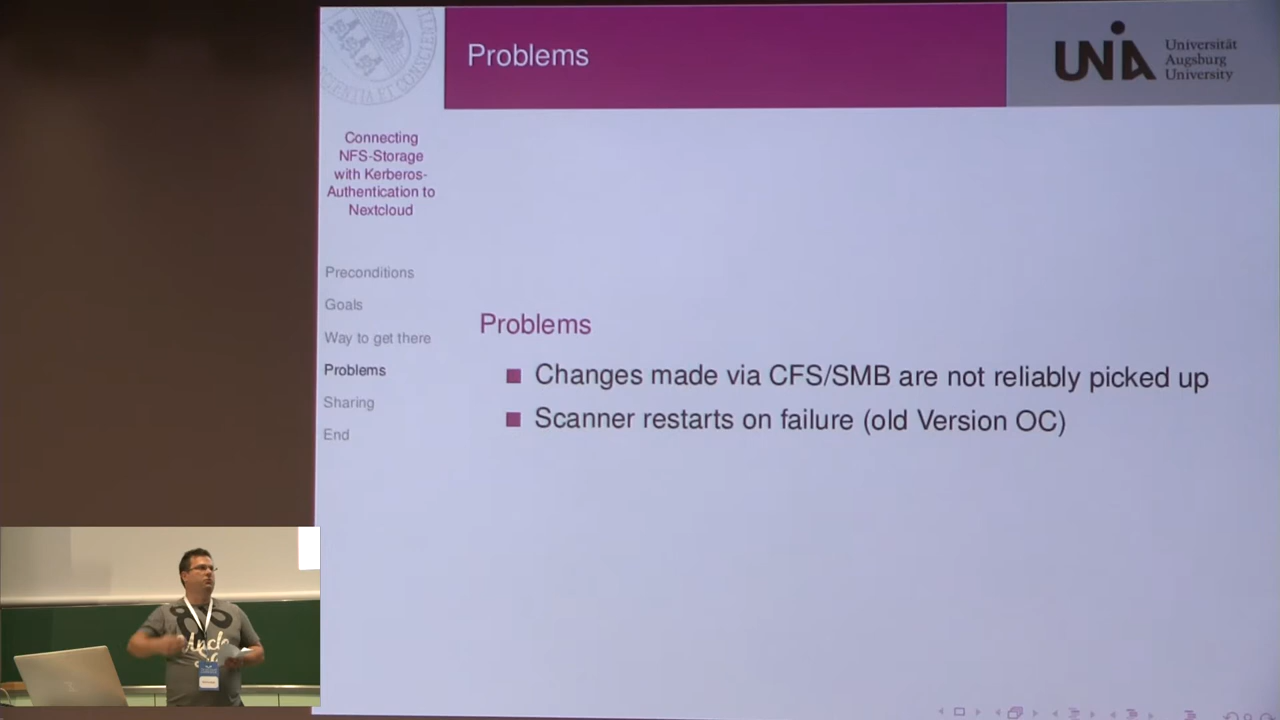 Problems
UNIA
Universität
Augsburg
University
Connecting
NFS-Storage
with Kerberos-
Authentication to
Nextcloud
Preconditions
Goals
Way to get there
Problems
Sharing
End
Problems
Changes made via CFS/SMB are not reliably picked up
Scanner restarts on failure (old Version OC)